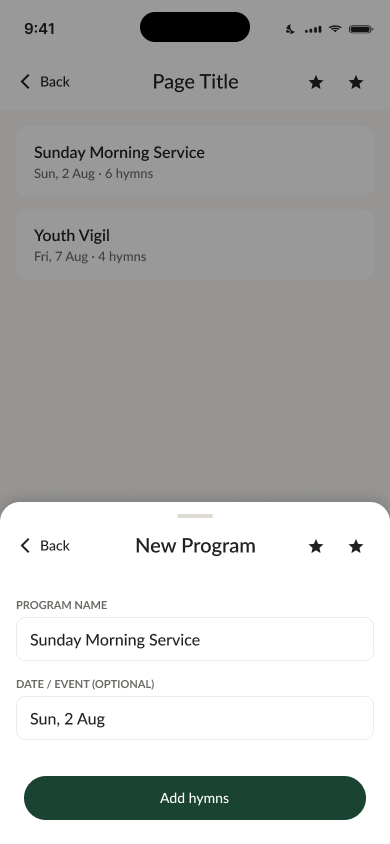 9:41
Back
Page Title
Sunday Morning Service
Sun, 2 Aug · 6 hymns
Youth Vigil
Fri, 7 Aug · 4 hymns
Back
New Program
PROGRAM NAME
Sunday Morning Service
DATE / EVENT (OPTIONAL)
Sun, 2 Aug
Add hymns